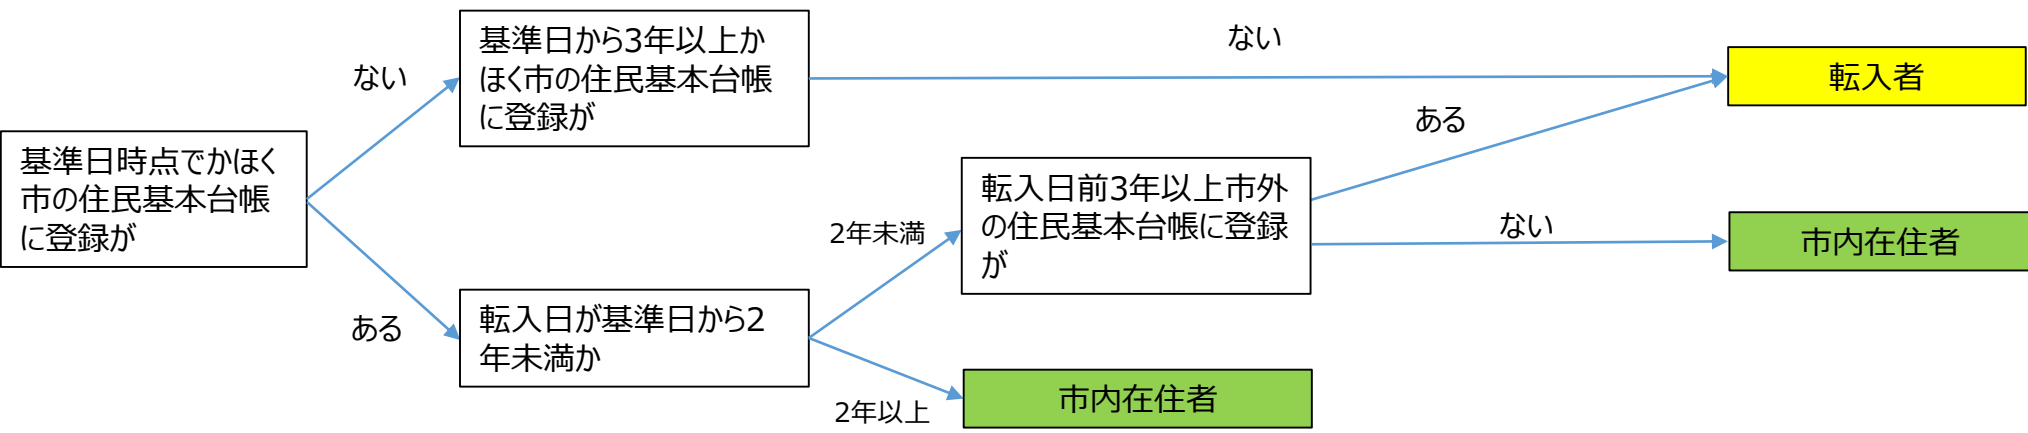 基準日時点でかほく
市の住民基本台帳
に登録が
ない
ある
基準日から3年以上か
ほく市の住民基本台帳
に登録が
ない
転入者
転入日が基準日から2
年未満か
2年未満
2年以上
転入日前3年以上市外
の住民基本台帳に登録
が
ある
ない
市内在住者
市内在住者